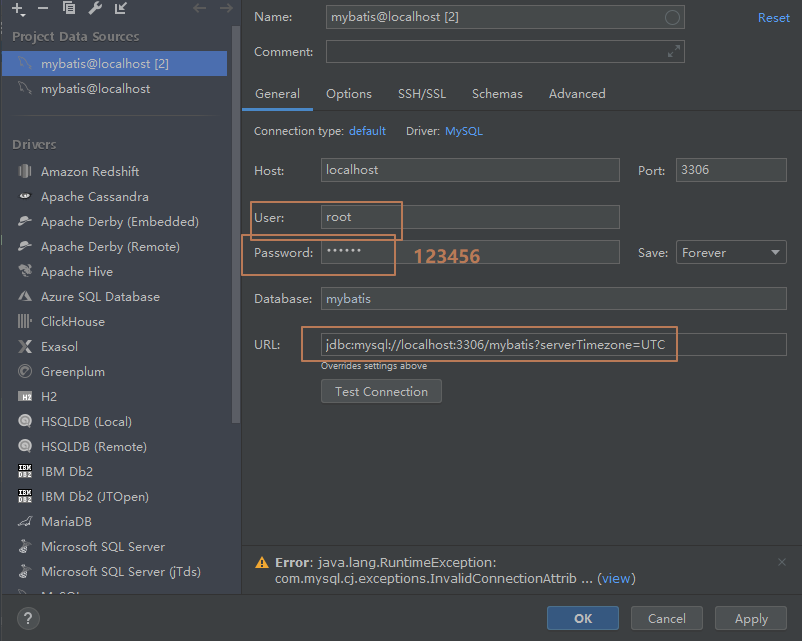 Project Data Sources
mybatis@localhost [2]
mybatis@localhost
Drivers
Amazon Redshift
Apache Cassandra
Apache Derby (Embedded)
Apache Derby (Remote)
Apache Hive
Azure SQL Database
ClickHouse
Exasol
Greenplum
H2
HSQLDB (Local)
HSQLDB (Remote)
IBM Db2
IBM Db2 (JTOpen)
MariaDB
Microsoft SQL Server
Microsoft SQL Server (jTds)
Name: mybatis@localhost [2] Reset
Comment:
General Options SSH/SSL Schemas Advanced
Connection type: default Driver: MySQL
Host: localhost Port: 3306
User: root
Password: •••••• 123456 Save: Forever
Database: mybatis
URL: jdbc:mysql://localhost:3306/mybatis?serverTimezone=UTC
Overrides settings above
Test Connection
Error: java.lang.RuntimeException:
com.mysql.cj.exceptions.InvalidConnectionAttrib ... (view)
? OK Cancel Apply